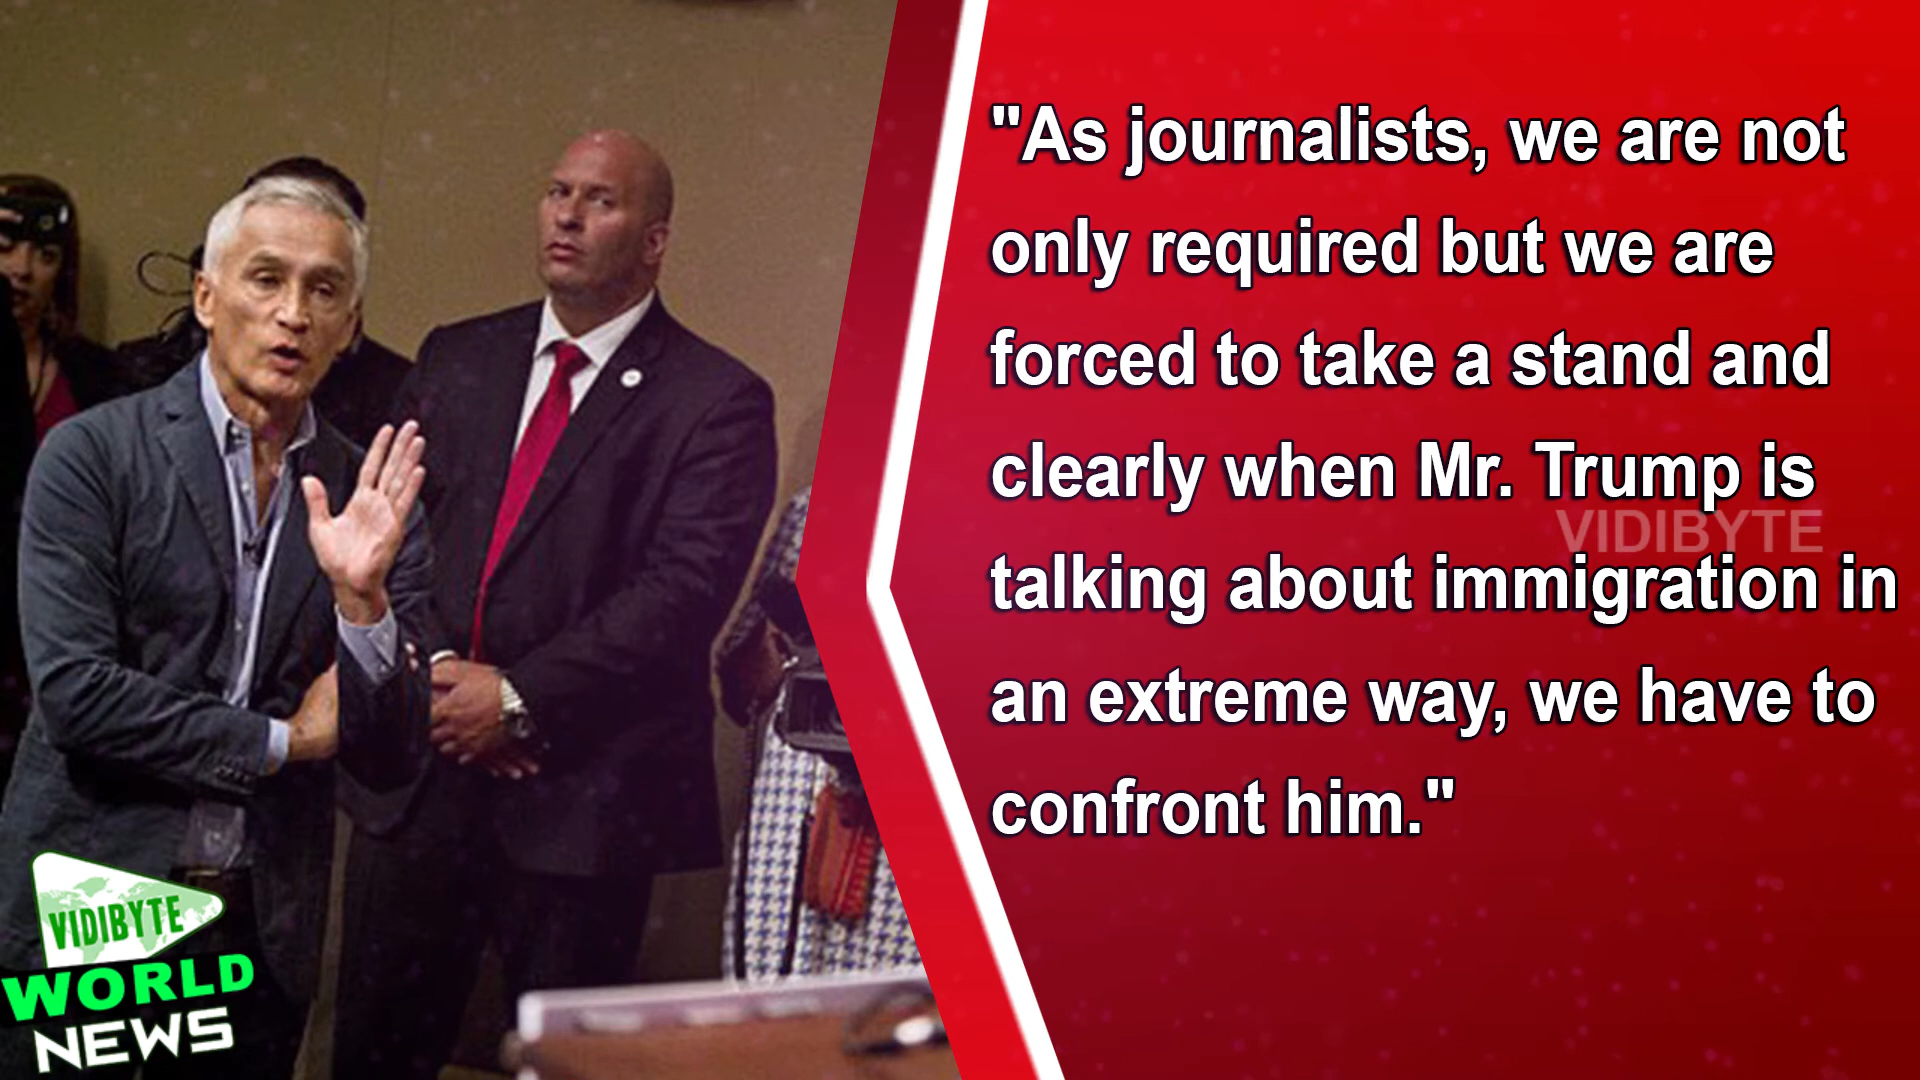 "As journalists, we are not
only required but we are
forced to take a stand and
clearly when Mr. Trump is
VIDIBYTE
talking about immigration in
an extreme way, we have to
confront him."
VIDIBYTE
WORLD
NEWS